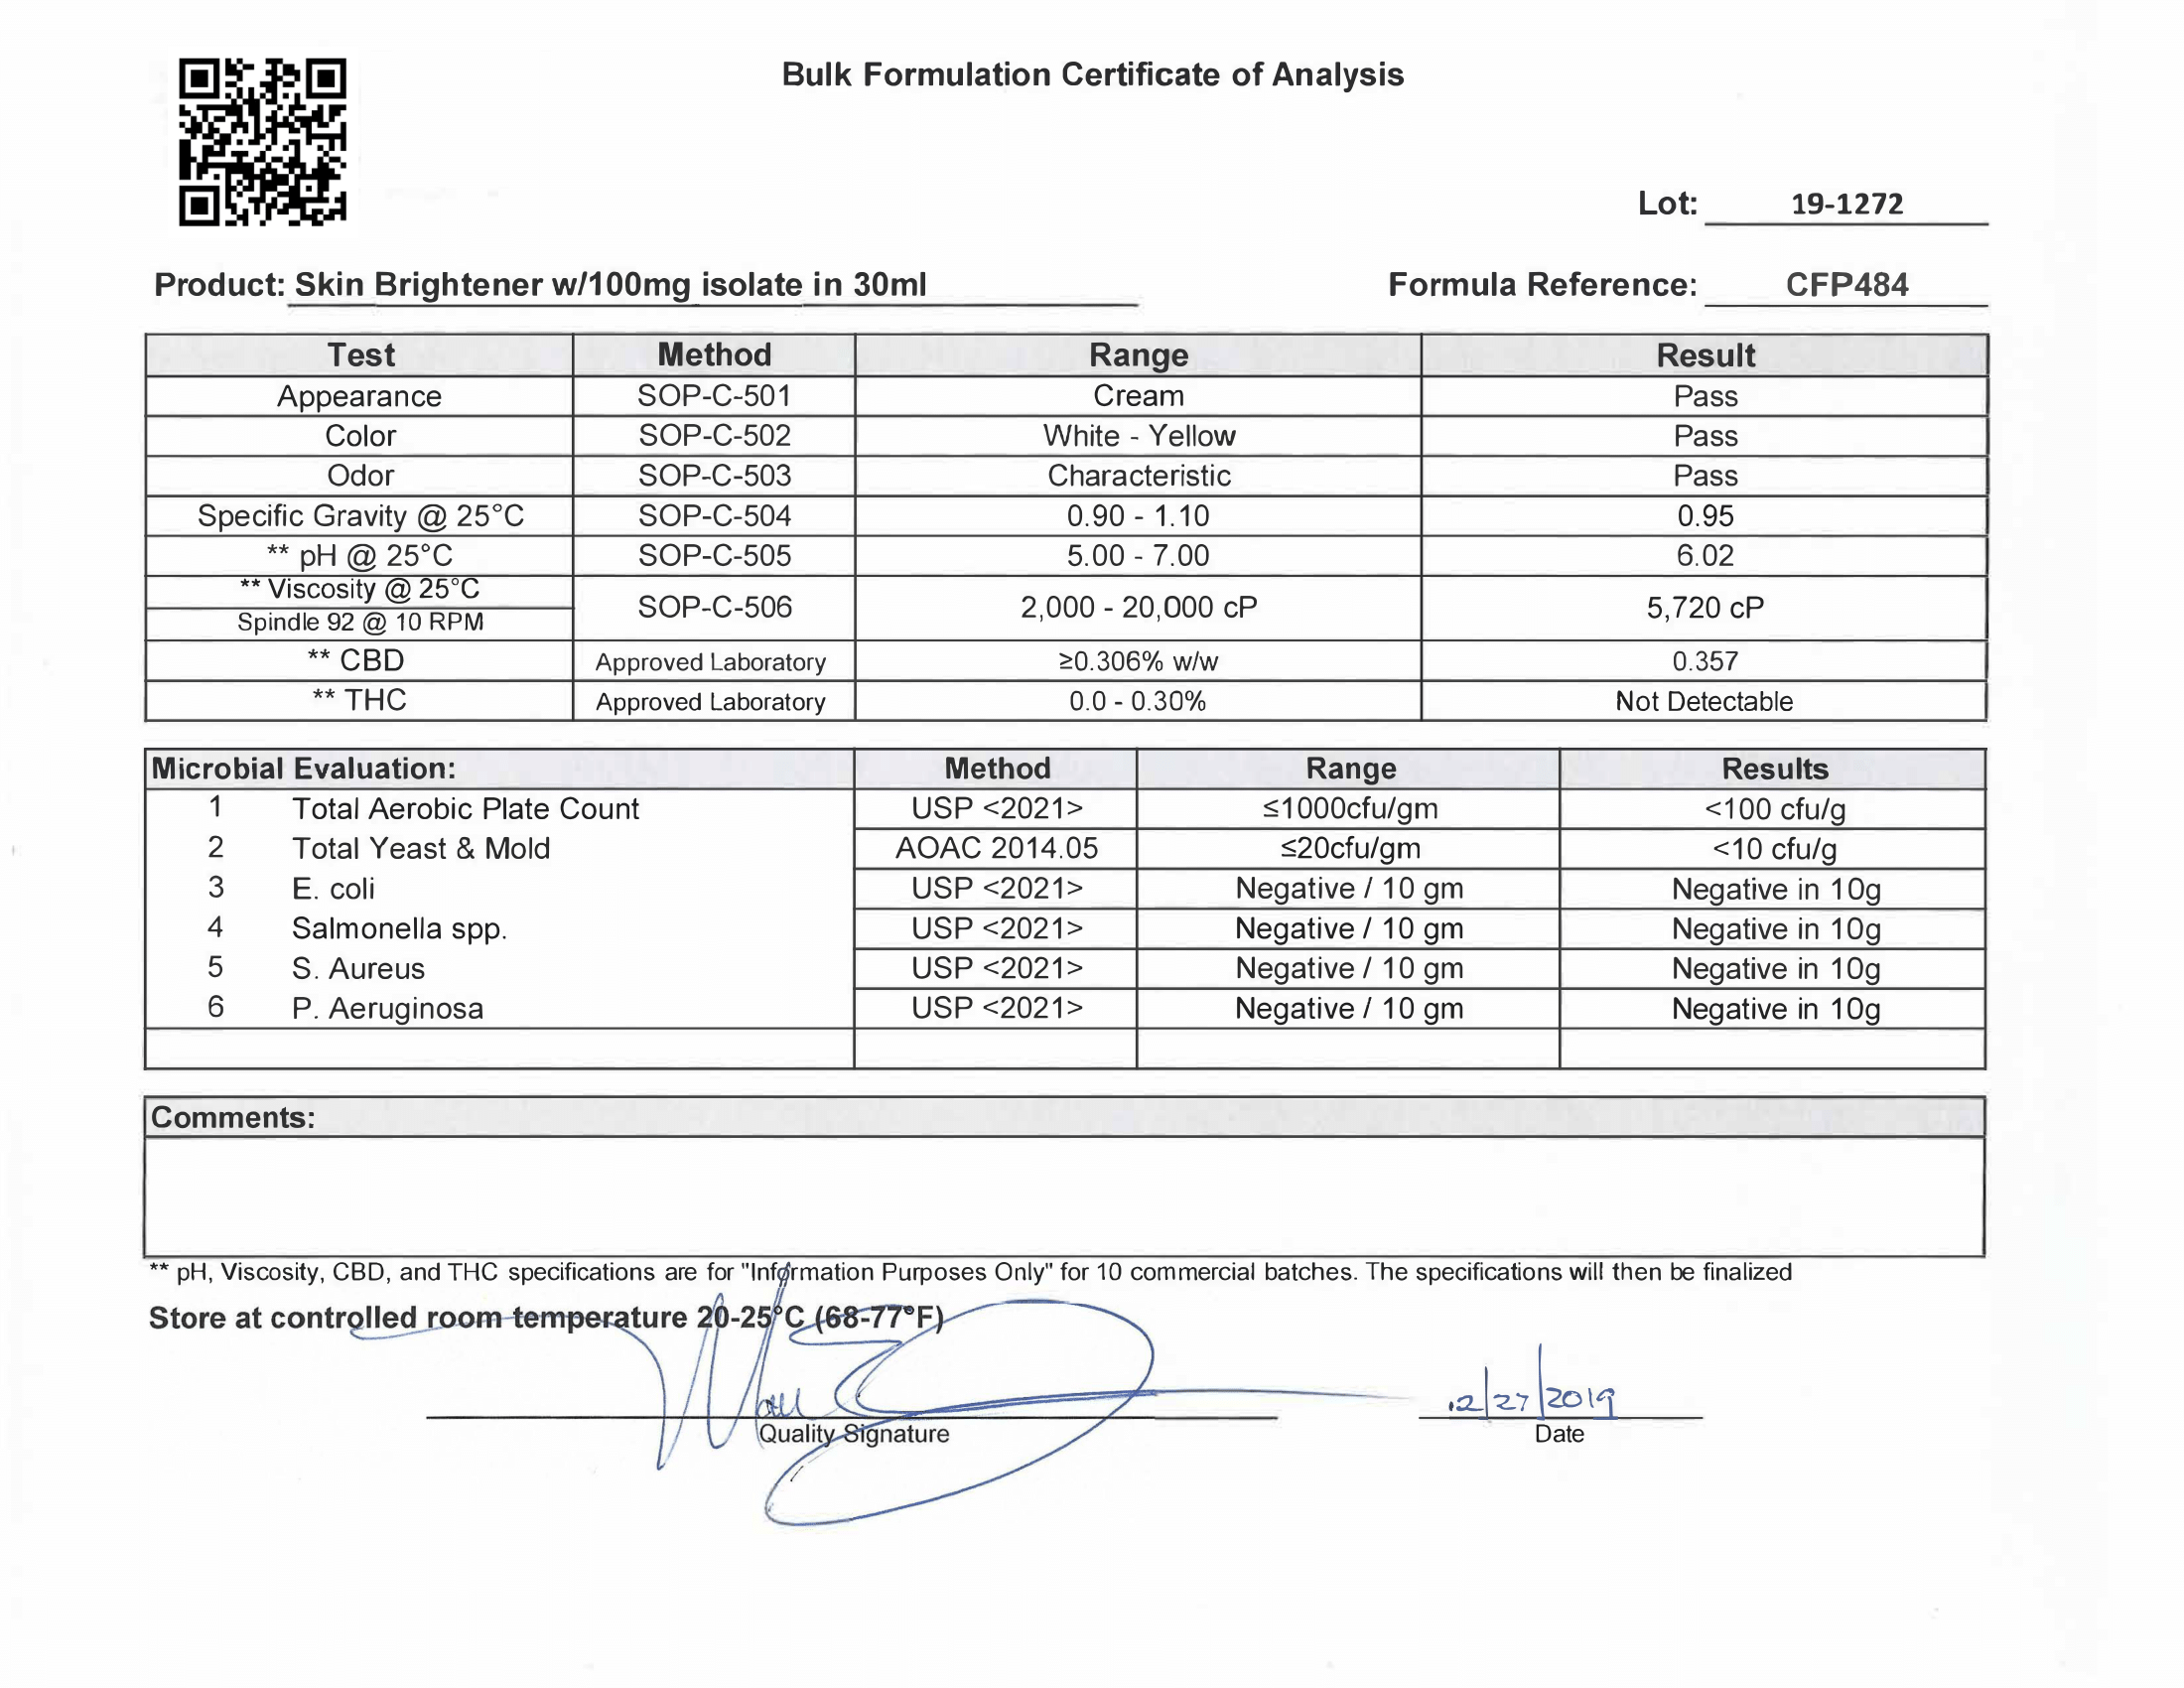 Bulk Formulation Certificate of Analysis
Lot: 19-1272
Product: Skin Brightener w/100mg isolate in 30ml Formula Reference: CFP484
Test Method Range Result
Appearance SOP-C-501 Cream Pass
Color SOP-C-502 White - Yellow Pass
Odor SOP-C-503 Characteristic Pass
Specific Gravity @ 25°C SOP-C-504 0.90 - 1.10 0.95
** pH @ 25°C SOP-C-505 5.00 - 7.00 6.02
** Viscosity @ 25°C
Spindle 92 @ 10 RPM SOP-C-506 2,000 - 20,000 cP 5,720 cP
** CBD Approved Laboratory ≥0.306% w/w 0.357
** THC Approved Laboratory 0.0 - 0.30% Not Detectable
Microbial Evaluation: Method Range Results
1 Total Aerobic Plate Count USP <2021> ≤1000cfu/gm <100 cfu/g
2 Total Yeast & Mold AOAC 2014.05 ≤20cfu/gm <10 cfu/g
3 E. coli USP <2021> Negative / 10 gm Negative in 10g
4 Salmonella spp. USP <2021> Negative / 10 gm Negative in 10g
5 S. Aureus USP <2021> Negative / 10 gm Negative in 10g
6 P. Aeruginosa USP <2021> Negative / 10 gm Negative in 10g
Comments:
** pH, Viscosity, CBD, and THC specifications are for "Information Purposes Only" for 10 commercial batches. The specifications will then be finalized
Store at controlled room temperature 20-25°C (68-77°F)
12/27/2019
Quality Signature Date